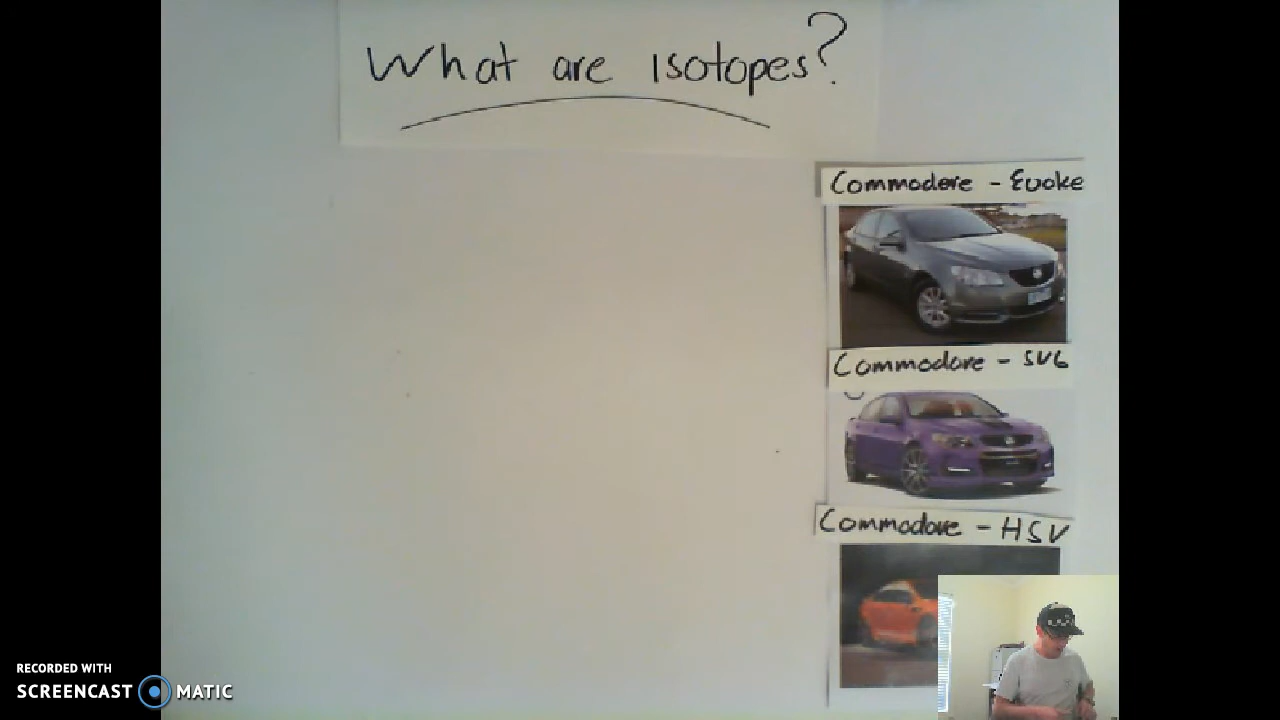 What are isotopes?
Commodore - Evoke
Commodore - SV6
Commodore - HSV
RECORDED WITH
SCREENCAST MATIC